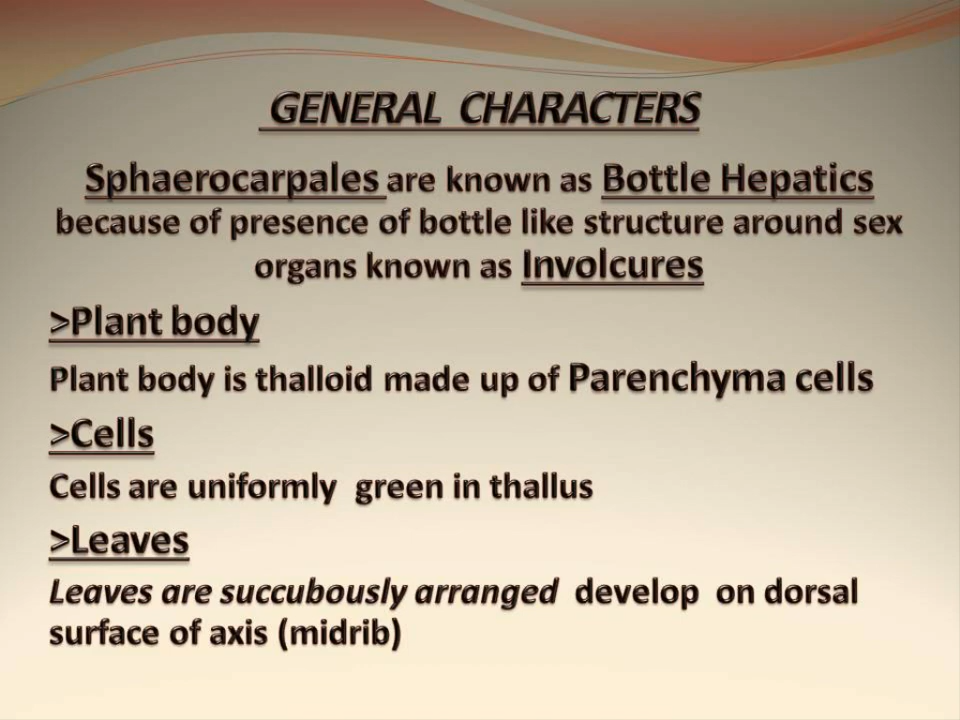 GENERAL CHARACTERS
Sphaerocarpales are known as Bottle Hepatics
because of presence of bottle like structure around sex
organs known as Involcures
>Plant body
Plant body is thalloid made up of Parenchyma cells
>Cells
Cells are uniformly green in thallus
>Leaves
Leaves are succubously arranged develop on dorsal
surface of axis (midrib)